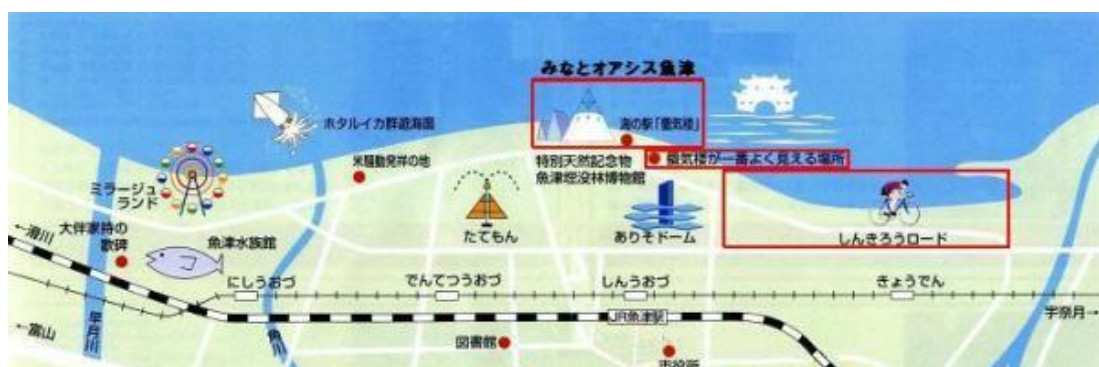 みなとオアシス魚津
海の駅「蜃気楼」
ホタルイカ群遊海面
米騒動発祥の地
特別天然記念物
魚津埋没林博物館
蜃気楼が一番よく見える場所
ミラージュ
ランド
たてもん
ありそドーム
しんきろうロード
←滑川
大伴家持の
歌碑
魚津水族館
にしうおづ
でんてつうおづ
しんうおづ
きょうでん
←富山
早月川
角川
JR魚津駅
宇奈月→
図書館
市役所